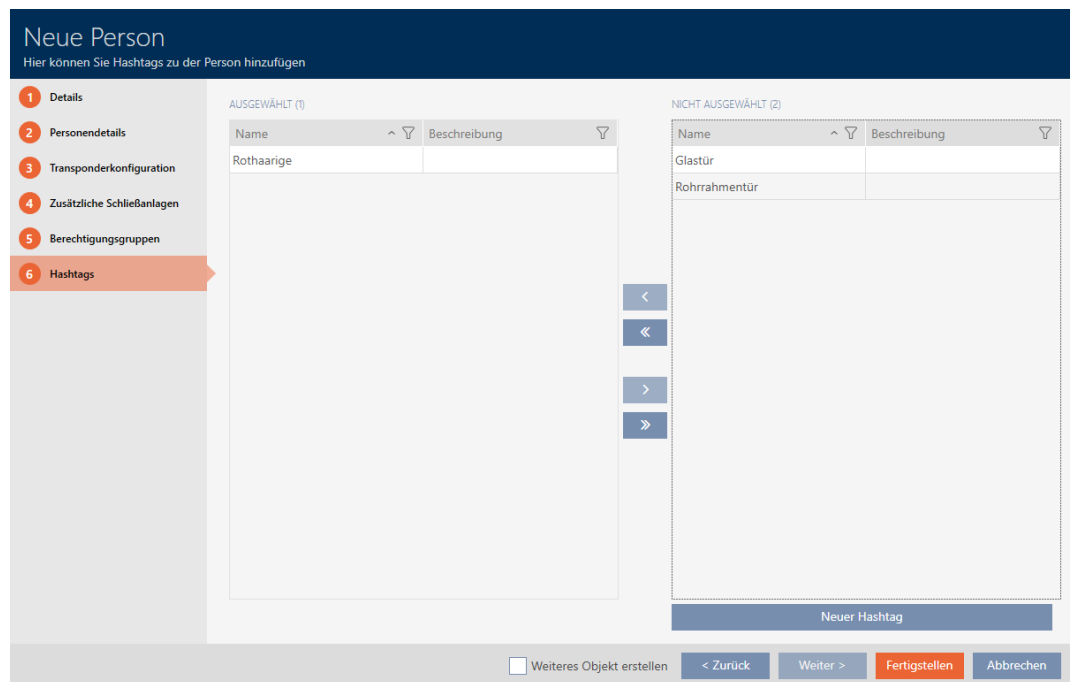 Neue Person
Hier können Sie Hashtags zu der Person hinzufügen
1 Details
2 Personendetails
3 Transponderkonfiguration
4 Zusätzliche Schließanlagen
5 Berechtigungsgruppen
6 Hashtags
AUSGEWÄHLT (1)
Name Beschreibung
Rothaarige
NICHT AUSGEWÄHLT (2)
Name Beschreibung
Glastür
Rohrrahmentür
Neuer Hashtag
Weiteres Objekt erstellen < Zurück Weiter > Fertigstellen Abbrechen